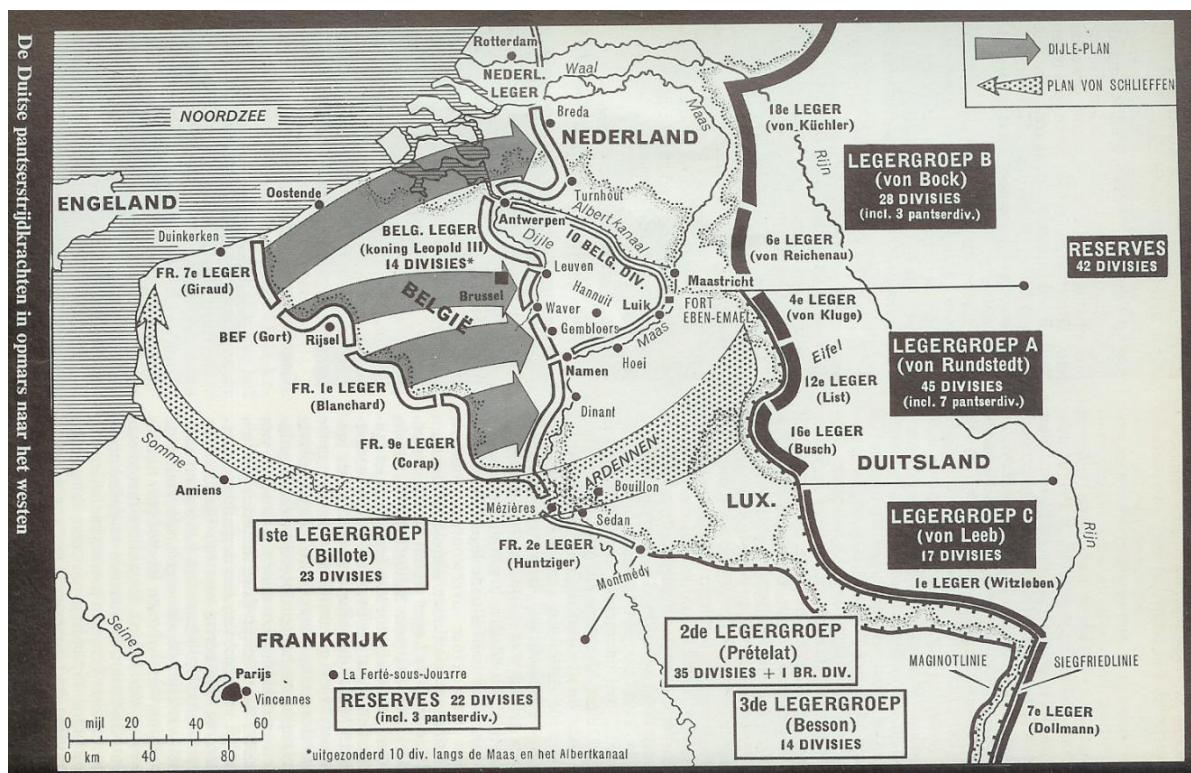 De Duitse pantserstrijdkrachten in opmars naar het westen
DIJLE-PLAN
PLAN VON SCHLIEFFEN
Rotterdam
NEDERL.
LEGER
Waal
Maas
NOORDZEE
Breda
NEDERLAND
18e LEGER
(von Küchler)
Rijn
LEGERGROEP B
(von Bock)
28 DIVISIES
(incl. 3 pantserdiv.)
ENGELAND
Oostende
Turnhout
Antwerpen
Albertkanaal
Duinkerken
BELG. LEGER
(koning Leopold III)
14 DIVISIES*
Dijle
10 BELG. DIV.
6e LEGER
(von Reichenau)
RESERVES
42 DIVISIES
FR. 7e LEGER
(Giraud)
Leuven
Maastricht
Brussel
BELGIË
Hannuit
Waver
Luik
FORT
EBEN-EMAEL
4e LEGER
(von Kluge)
BEF (Gort)
Rijsel
Gembloers
Maas
Hoei
Namen
Eifel
LEGERGROEP A
(von Rundstedt)
45 DIVISIES
(incl. 7 pantserdiv.)
FR. 1e LEGER
(Blanchard)
Dinant
12e LEGER
(List)
FR. 9e LEGER
(Corap)
16e LEGER
(Busch)
DUITSLAND
Somme
Amiens
ARDENNEN
Bouillon
LUX.
Mézières
Sedan
1ste LEGERGROEP
(Billote)
23 DIVISIES
FR. 2e LEGER
(Huntziger)
Montmédy
LEGERGROEP C
(von Leeb)
17 DIVISIES
Rijn
1e LEGER (Witzleben)
Seine
FRANKRIJK
2de LEGERGROEP
(Prételat)
35 DIVISIES + 1 BR. DIV.
MAGINOTLINIE
SIEGFRIEDLINIE
Parijs
Vincennes
La Ferté-sous-Jouarre
RESERVES 22 DIVISIES
(incl. 3 pantserdiv.)
3de LEGERGROEP
(Besson)
14 DIVISIES
7e LEGER
(Dollmann)
0 mijl 20 40 60
0 km 40 80
*uitgezonderd 10 div. langs de Maas en het Albertkanaal